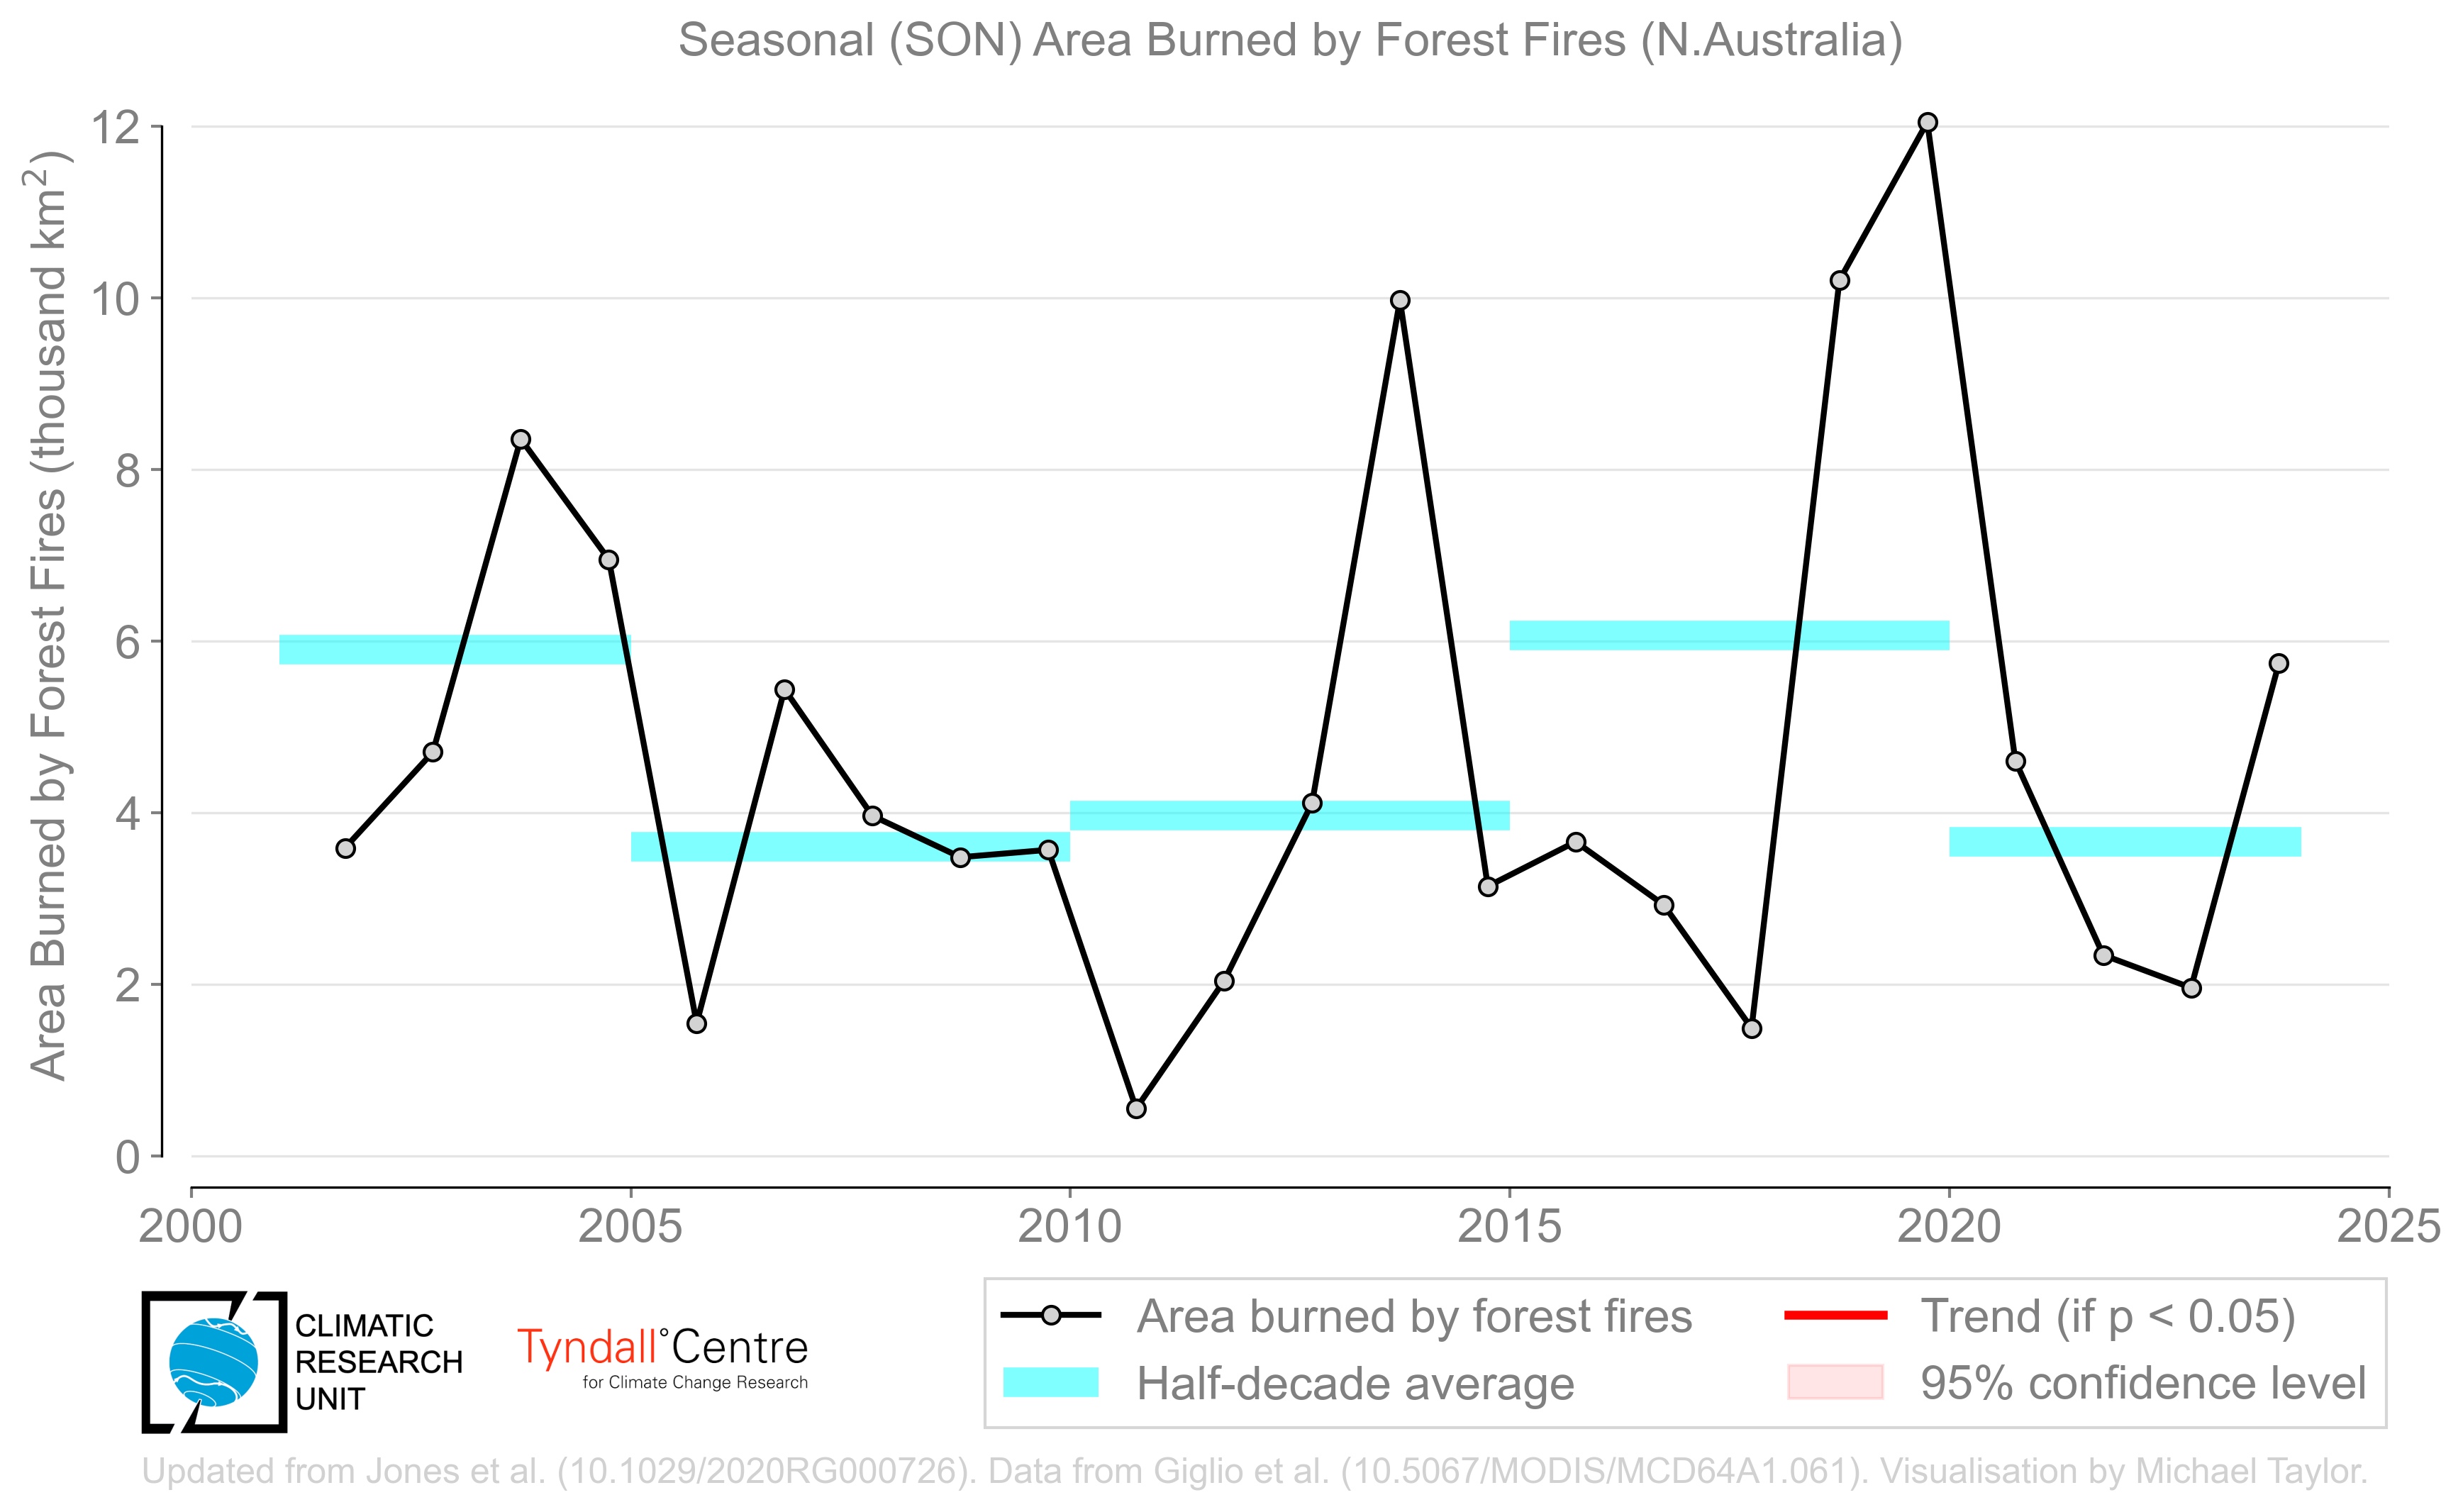 Seasonal (SON) Area Burned by Forest Fires (N.Australia)
Area Burned by Forest Fires (thousand km²)
12
10
8
6
4
2
0
2000 2005 2010 2015 2020 2025
CLIMATIC
RESEARCH
UNIT
Tyndall°Centre
for Climate Change Research
Area burned by forest fires
Half-decade average
Trend (if p < 0.05)
95% confidence level
Updated from Jones et al. (10.1029/2020RG000726). Data from Giglio et al. (10.5067/MODIS/MCD64A1.061). Visualisation by Michael Taylor.